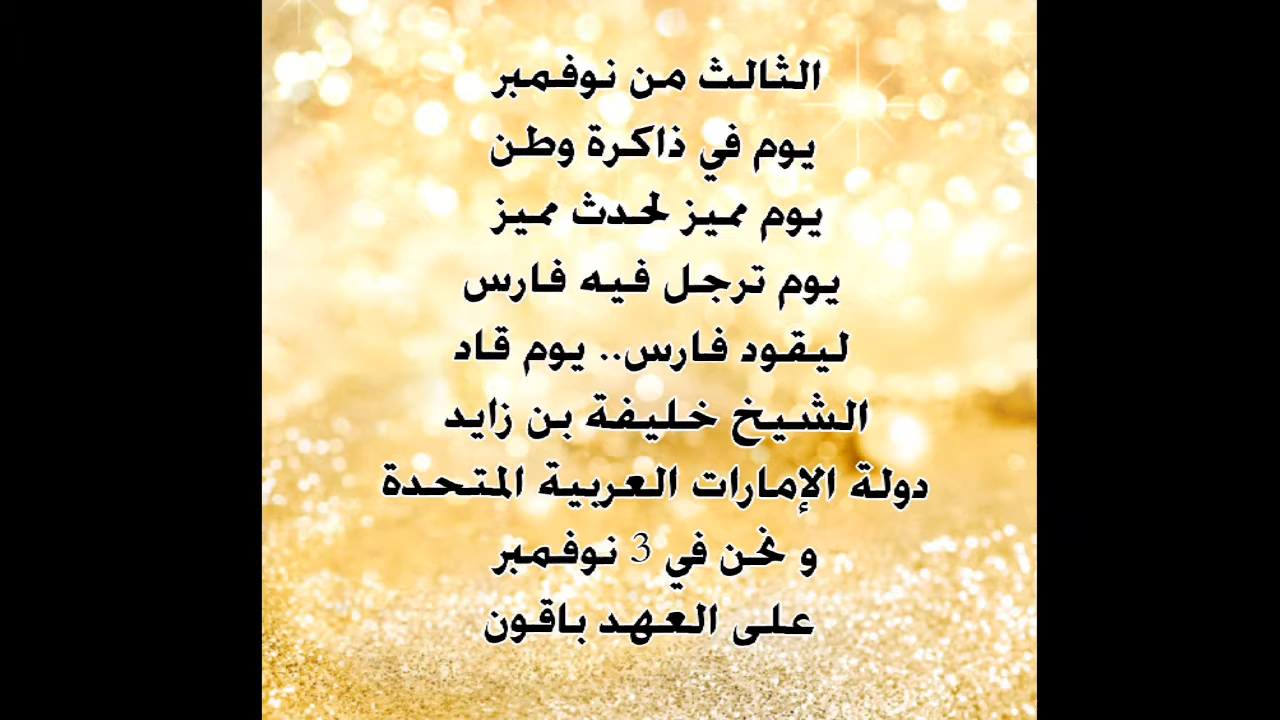 الثالث من نوفمبر
يوم في ذاكرة وطن
يوم مميز لحدث مميز
يوم ترجل فيه فارس
ليقود فارس.. يوم قاد
الشيخ خليفة بن زايد
دولة الإمارات العربية المتحدة
و نحن في 3 نوفمبر
على العهد باقون